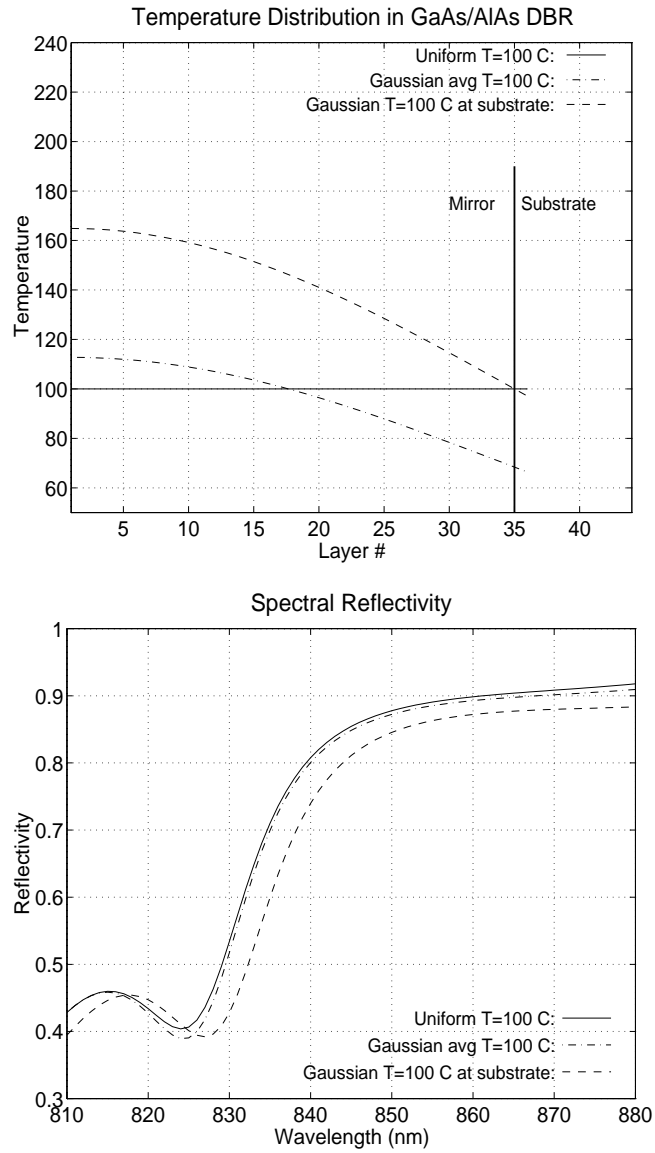 Temperature Distribution in GaAs/AlAs DBR
240
220
200
180
160
140
120
100
80
60
Temperature
Uniform T=100 C:
Gaussian avg T=100 C:
Gaussian T=100 C at substrate:
Mirror
Substrate
5 10 15 20 25 30 35 40
Layer #
Spectral Reflectivity
1
0.9
0.8
0.7
0.6
0.5
0.4
0.3
Reflectivity
Uniform T=100 C:
Gaussian avg T=100 C:
Gaussian T=100 C at substrate:
810 820 830 840 850 860 870 880
Wavelength (nm)